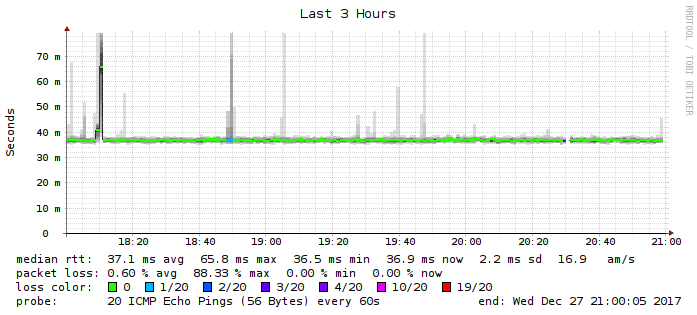 Last 3 Hours
RRDTOOL / TOBI OETIKER
Seconds
70 m
60 m
50 m
40 m
30 m
20 m
10 m
0
18:20 18:40 19:00 19:20 19:40 20:00 20:20 20:40 21:00
median rtt: 37.1 ms avg 65.8 ms max 36.5 ms min 36.9 ms now 2.2 ms sd 16.9 am/s
packet loss: 0.60 % avg 88.33 % max 0.00 % min 0.00 % now
loss color: 0 1/20 2/20 3/20 4/20 10/20 19/20
probe: 20 ICMP Echo Pings (56 Bytes) every 60s end: Wed Dec 27 21:00:05 2017